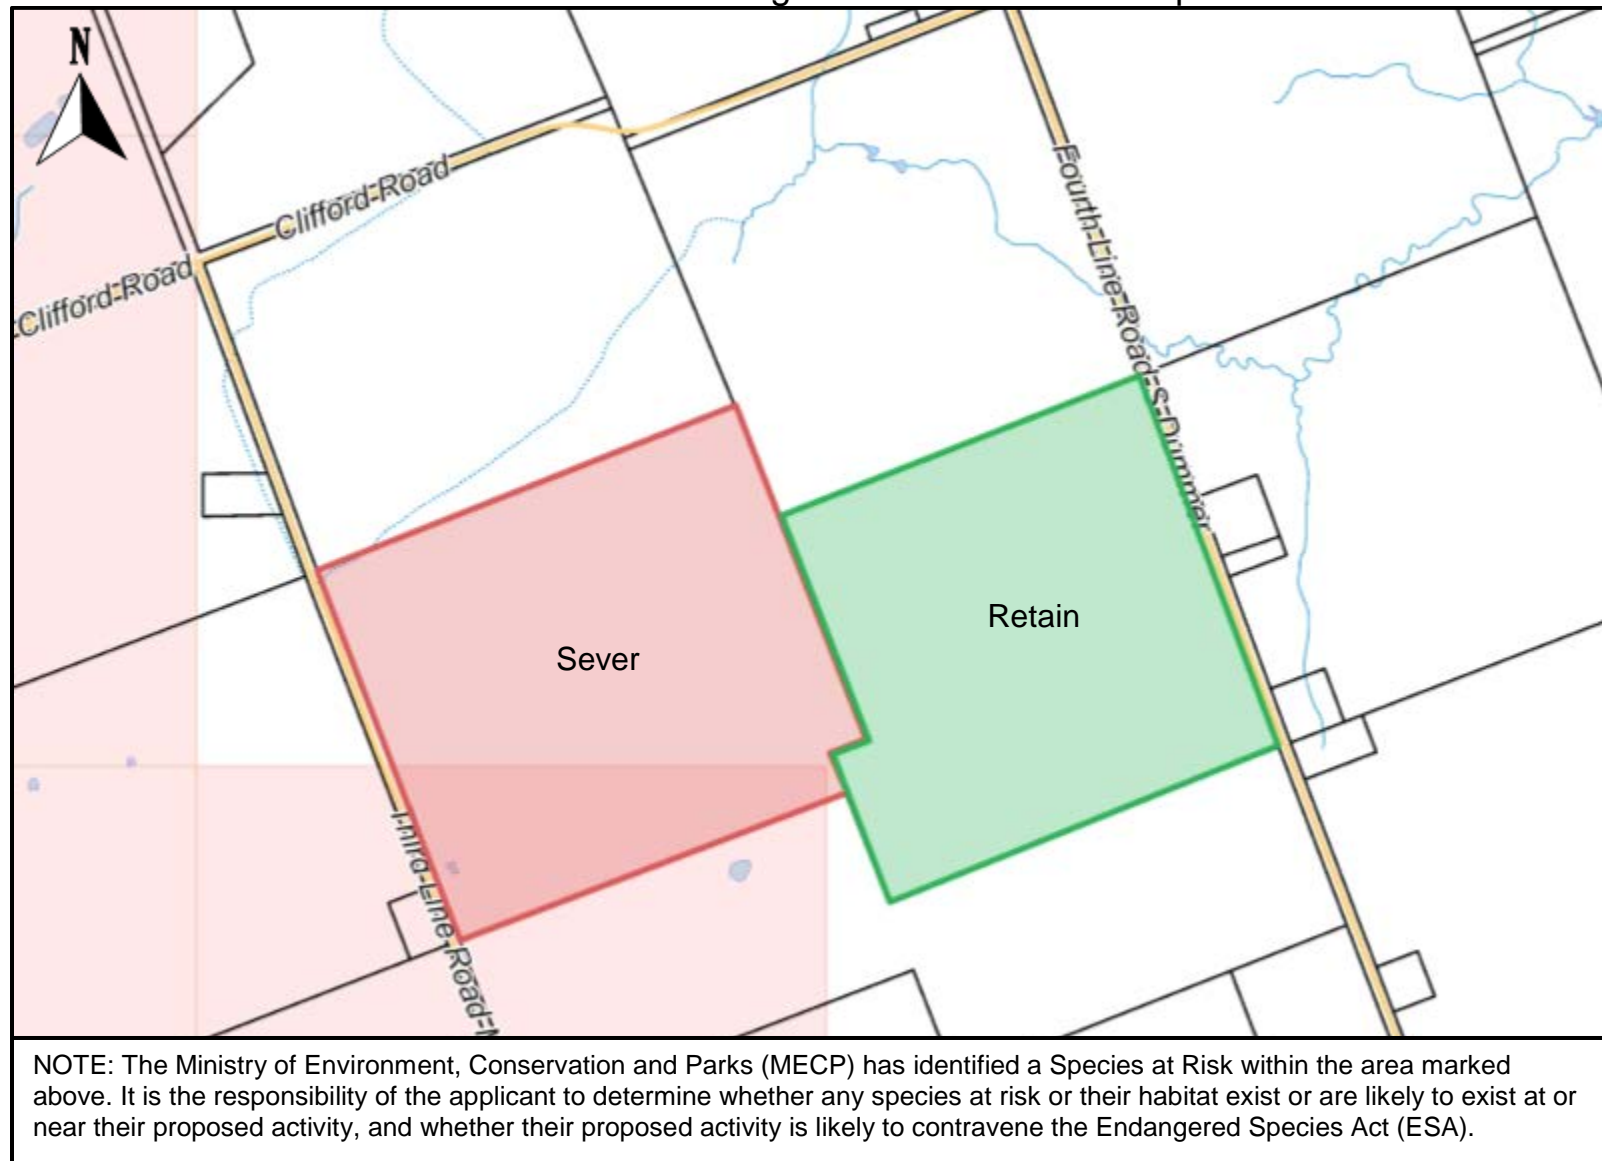 N
Clifford Road
Clifford Road
Fourth Line Road-S-Dummer
Retain
Sever
Third Line Road-N
NOTE: The Ministry of Environment, Conservation and Parks (MECP) has identified a Species at Risk within the area marked
above. It is the responsibility of the applicant to determine whether any species at risk or their habitat exist or are likely to exist at or
near their proposed activity, and whether their proposed activity is likely to contravene the Endangered Species Act (ESA).